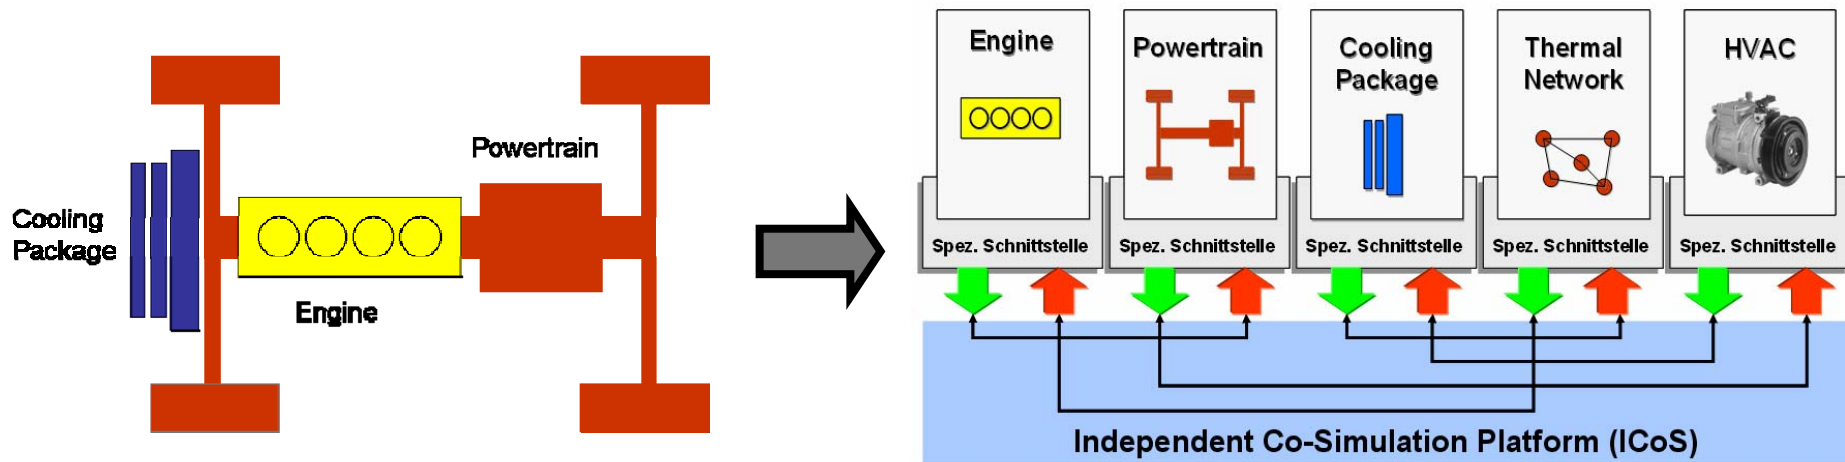 Powertrain
Cooling
Package
Engine
Engine
Powertrain
Cooling
Package
Thermal
Network
HVAC
Spez. Schnittstelle
Spez. Schnittstelle
Spez. Schnittstelle
Spez. Schnittstelle
Spez. Schnittstelle
Independent Co-Simulation Platform (ICoS)